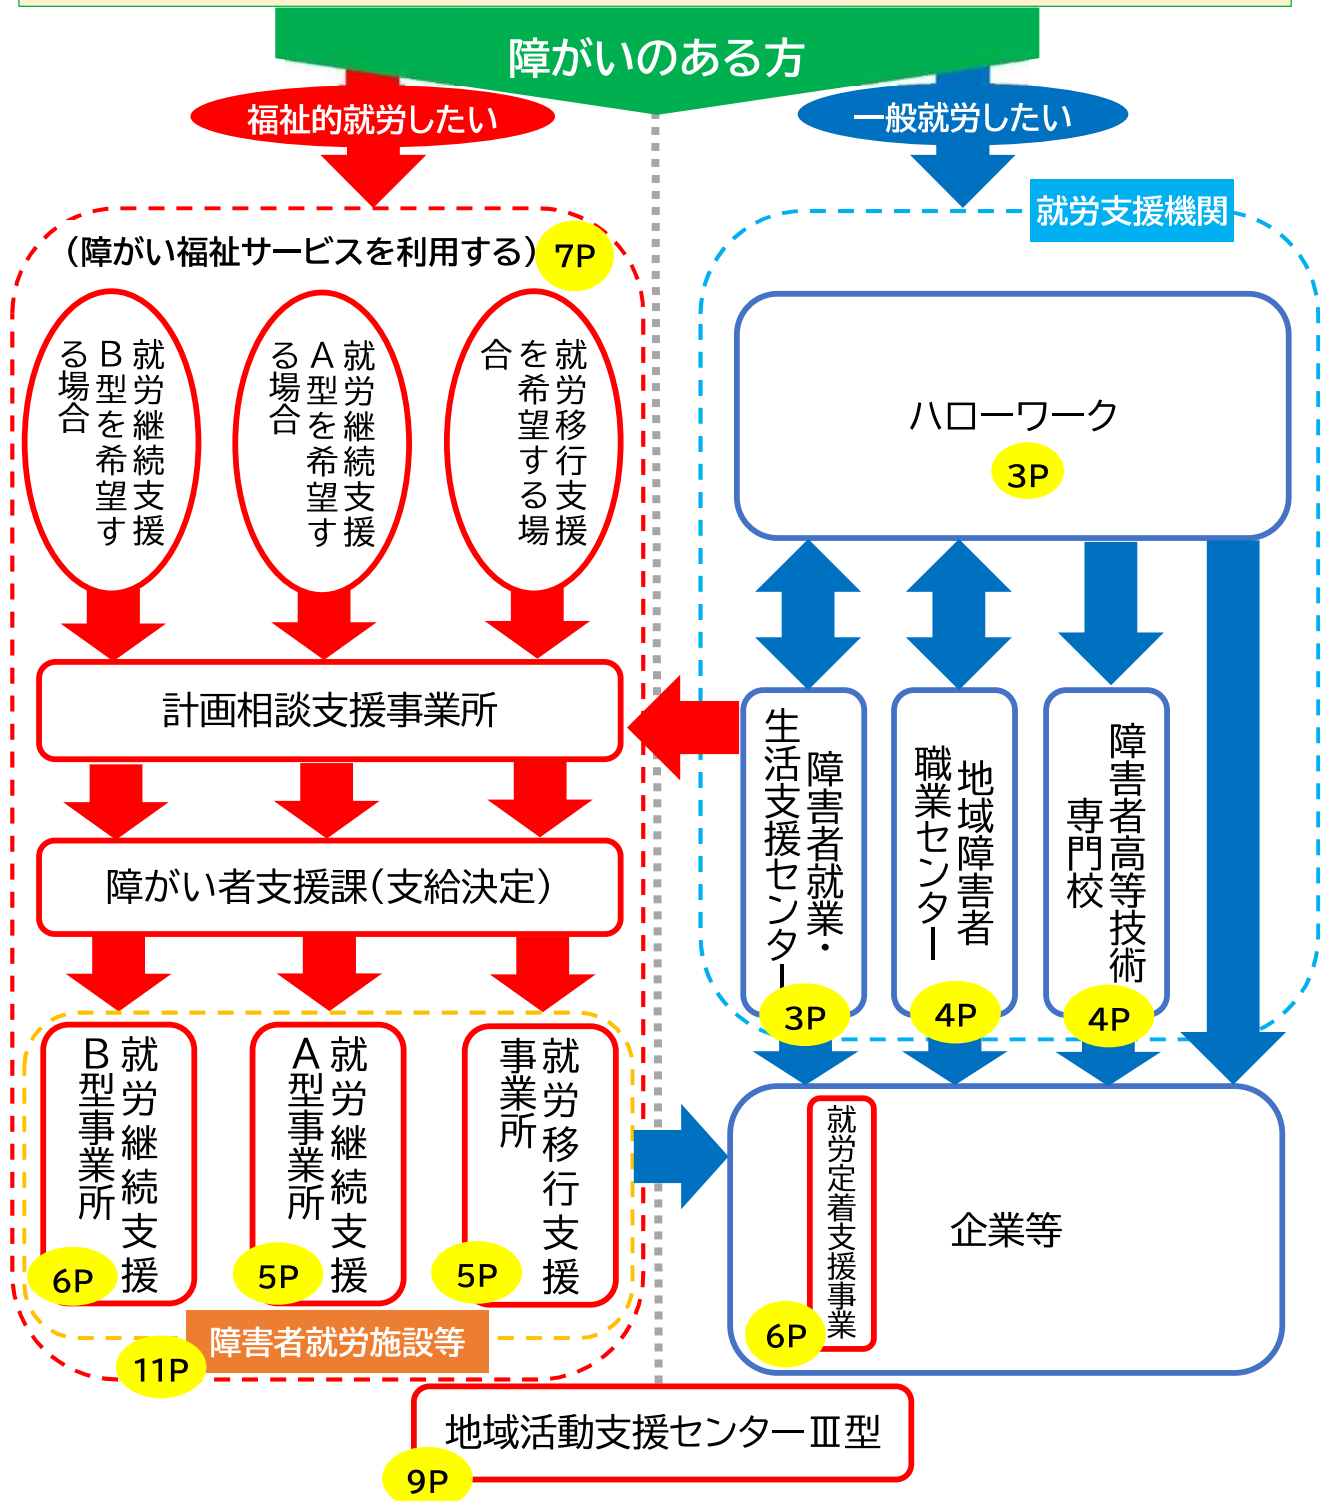 障がいのある方
福祉的就労したい
一般就労したい
就労支援機関
（障がい福祉サービスを利用する）
7P
就労継続支援
Ｂ型を希望す
る場合
就労継続支援
Ａ型を希望す
る場合
就労移行支援
を希望する場
合
ハローワーク
3P
計画相談支援事業所
障がい者支援課（支給決定）
障害者就業・
生活支援センター
3P
地域障害者
職業センター
4P
障害者高等技術
専門校
4P
就労継続支援
Ｂ型事業所
6P
就労継続支援
Ａ型事業所
5P
就労移行支援
事業所
5P
障害者就労施設等
11P
就労定着支援事業
6P
企業等
地域活動支援センターⅢ型
9P